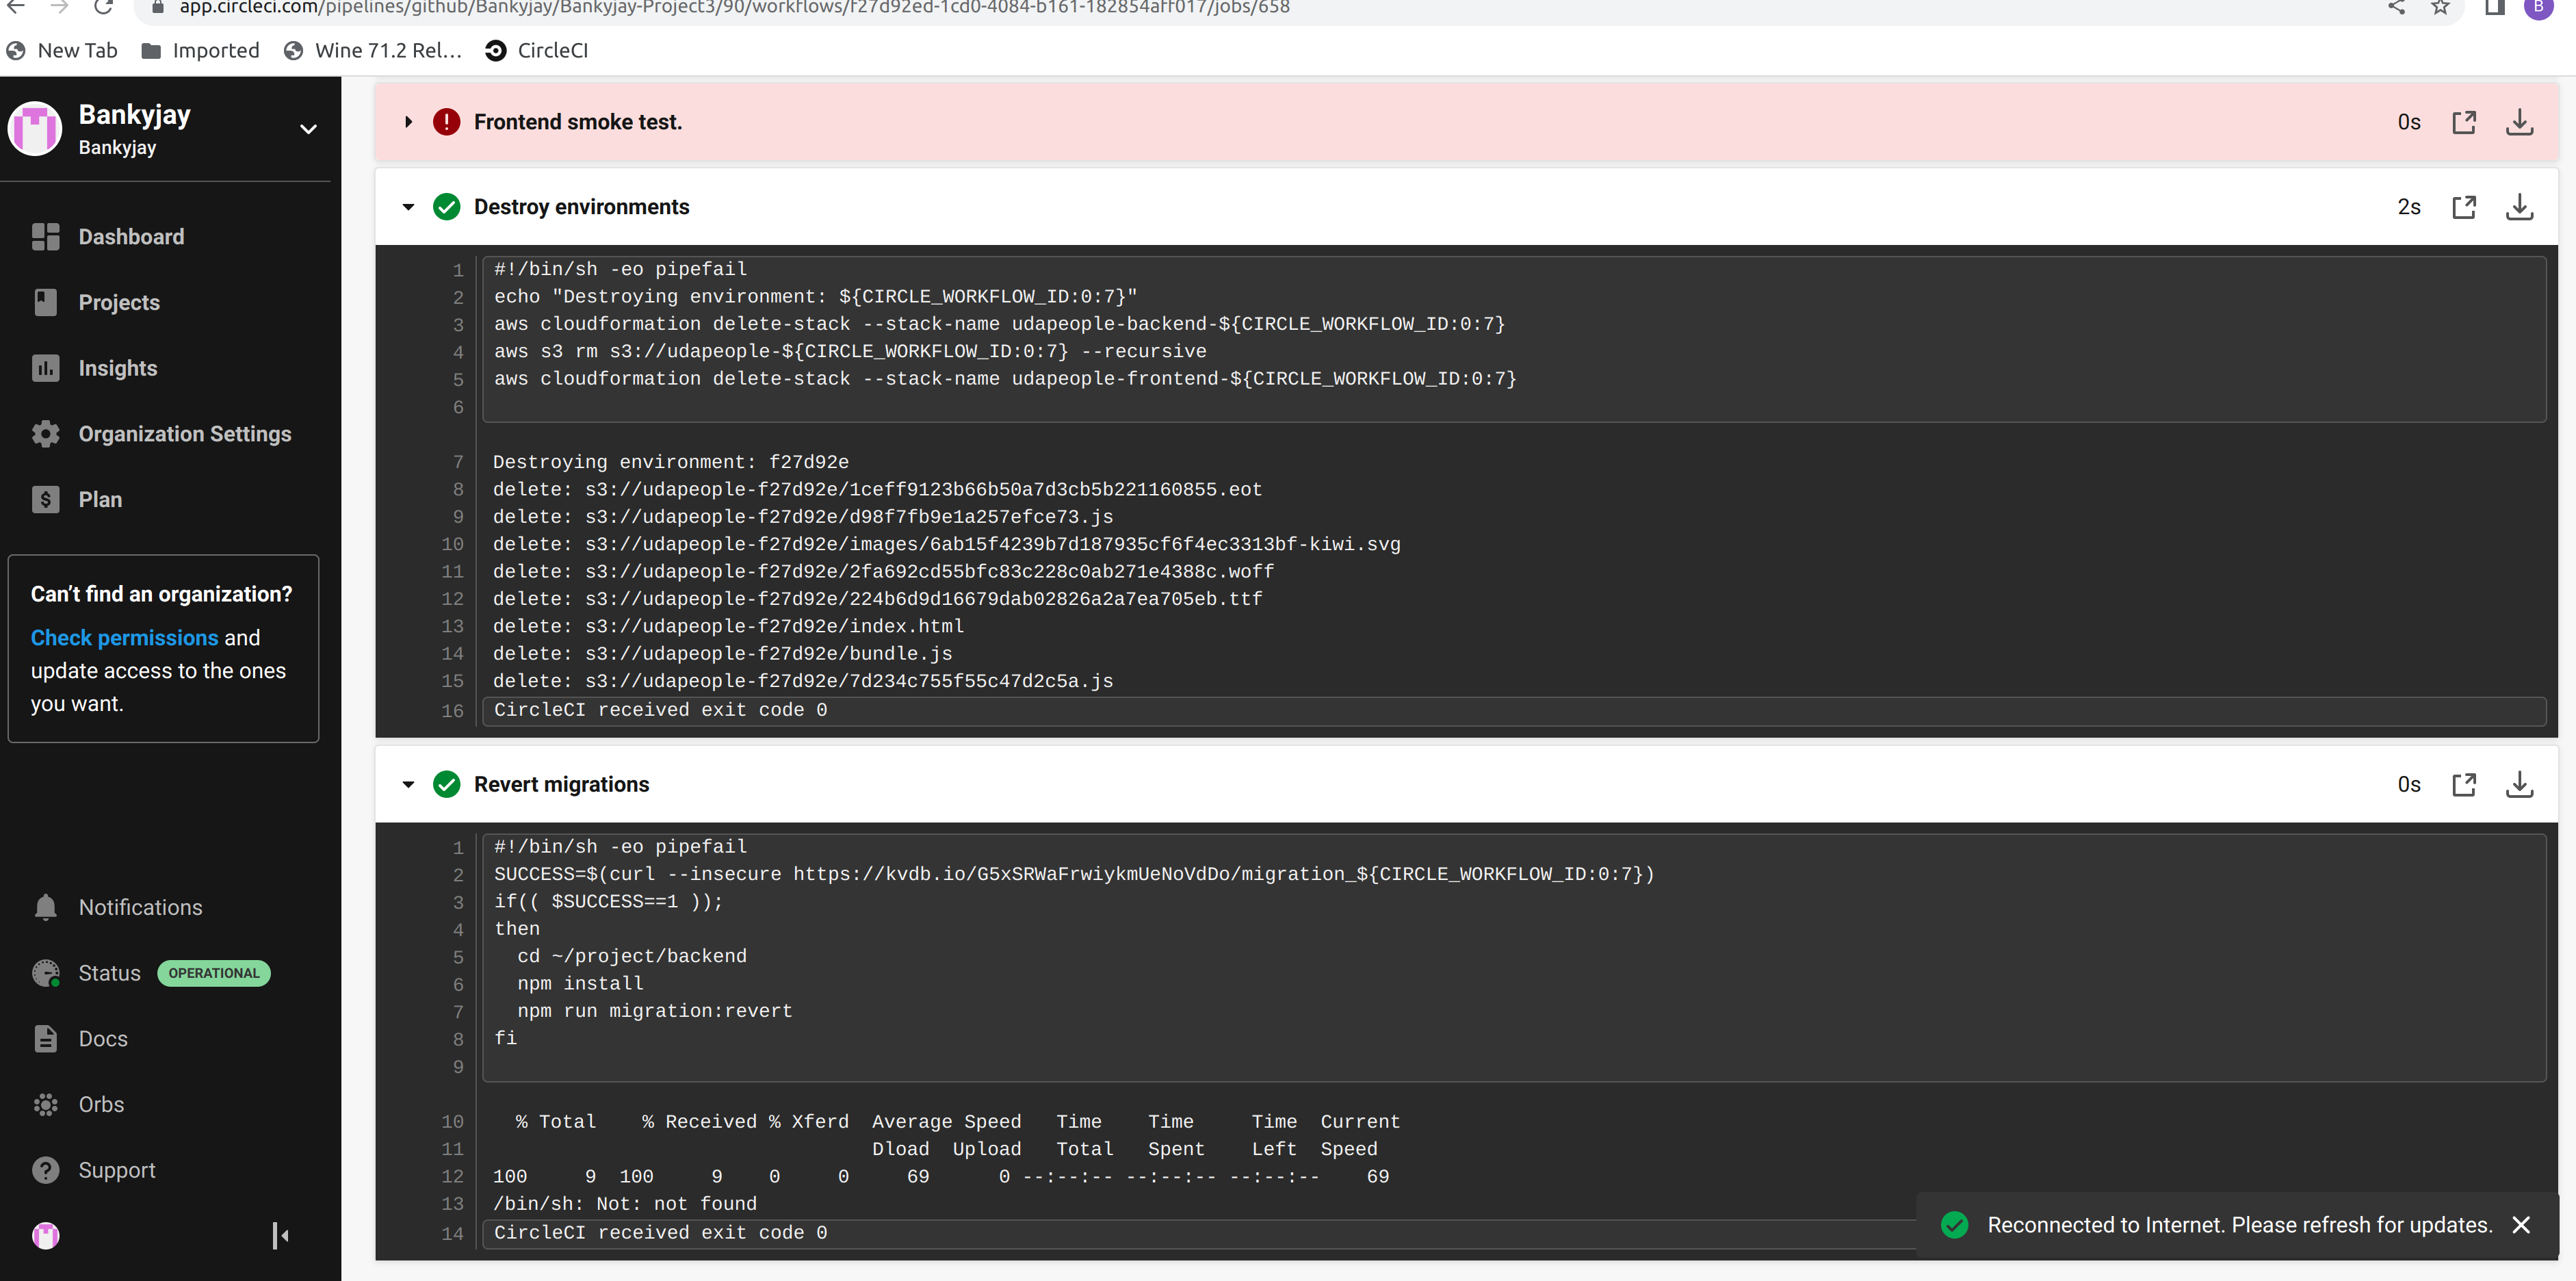 app.circleci.com/pipelines/github/Bankyjay/Bankyjay-Project3/90/workflows/f27d92ed-1cd0-4084-b161-182854aff017/jobs/658
B
New Tab
Imported
Wine 71.2 Rel...
CircleCI
Bankyjay
Bankyjay
Dashboard
Projects
Insights
Organization Settings
Plan
Can't find an organization?
Check permissions and
update access to the ones
you want.
Notifications
Status OPERATIONAL
Docs
Orbs
Support
Frontend smoke test. 0s
Destroy environments 2s
1 #!/bin/sh -eo pipefail
2 echo "Destroying environment: ${CIRCLE_WORKFLOW_ID:0:7}"
3 aws cloudformation delete-stack --stack-name udapeople-backend-${CIRCLE_WORKFLOW_ID:0:7}
4 aws s3 rm s3://udapeople-${CIRCLE_WORKFLOW_ID:0:7} --recursive
5 aws cloudformation delete-stack --stack-name udapeople-frontend-${CIRCLE_WORKFLOW_ID:0:7}
6
7 Destroying environment: f27d92e
8 delete: s3://udapeople-f27d92e/1ceff9123b66b50a7d3cb5b221160855.eot
9 delete: s3://udapeople-f27d92e/d98f7fb9e1a257efce73.js
10 delete: s3://udapeople-f27d92e/images/6ab15f4239b7d187935cf6f4ec3313bf-kiwi.svg
11 delete: s3://udapeople-f27d92e/2fa692cd55bfc83c228c0ab271e4388c.woff
12 delete: s3://udapeople-f27d92e/224b6d9d16679dab02826a2a7ea705eb.ttf
13 delete: s3://udapeople-f27d92e/index.html
14 delete: s3://udapeople-f27d92e/bundle.js
15 delete: s3://udapeople-f27d92e/7d234c755f55c47d2c5a.js
16 CircleCI received exit code 0
Revert migrations 0s
1 #!/bin/sh -eo pipefail
2 SUCCESS=$(curl --insecure https://kvdb.io/G5xSRWaFrwiykmUeNoVdDo/migration_${CIRCLE_WORKFLOW_ID:0:7})
3 if(( $SUCCESS==1 ));
4 then
5 cd ~/project/backend
6 npm install
7 npm run migration:revert
8 fi
9
10 % Total % Received % Xferd Average Speed Time Time Time Current
11 Dload Upload Total Spent Left Speed
12 100 9 100 9 0 0 69 0 --:--:-- --:--:-- --:--:-- 69
13 /bin/sh: Not: not found
14 CircleCI received exit code 0
Reconnected to Internet. Please refresh for updates.